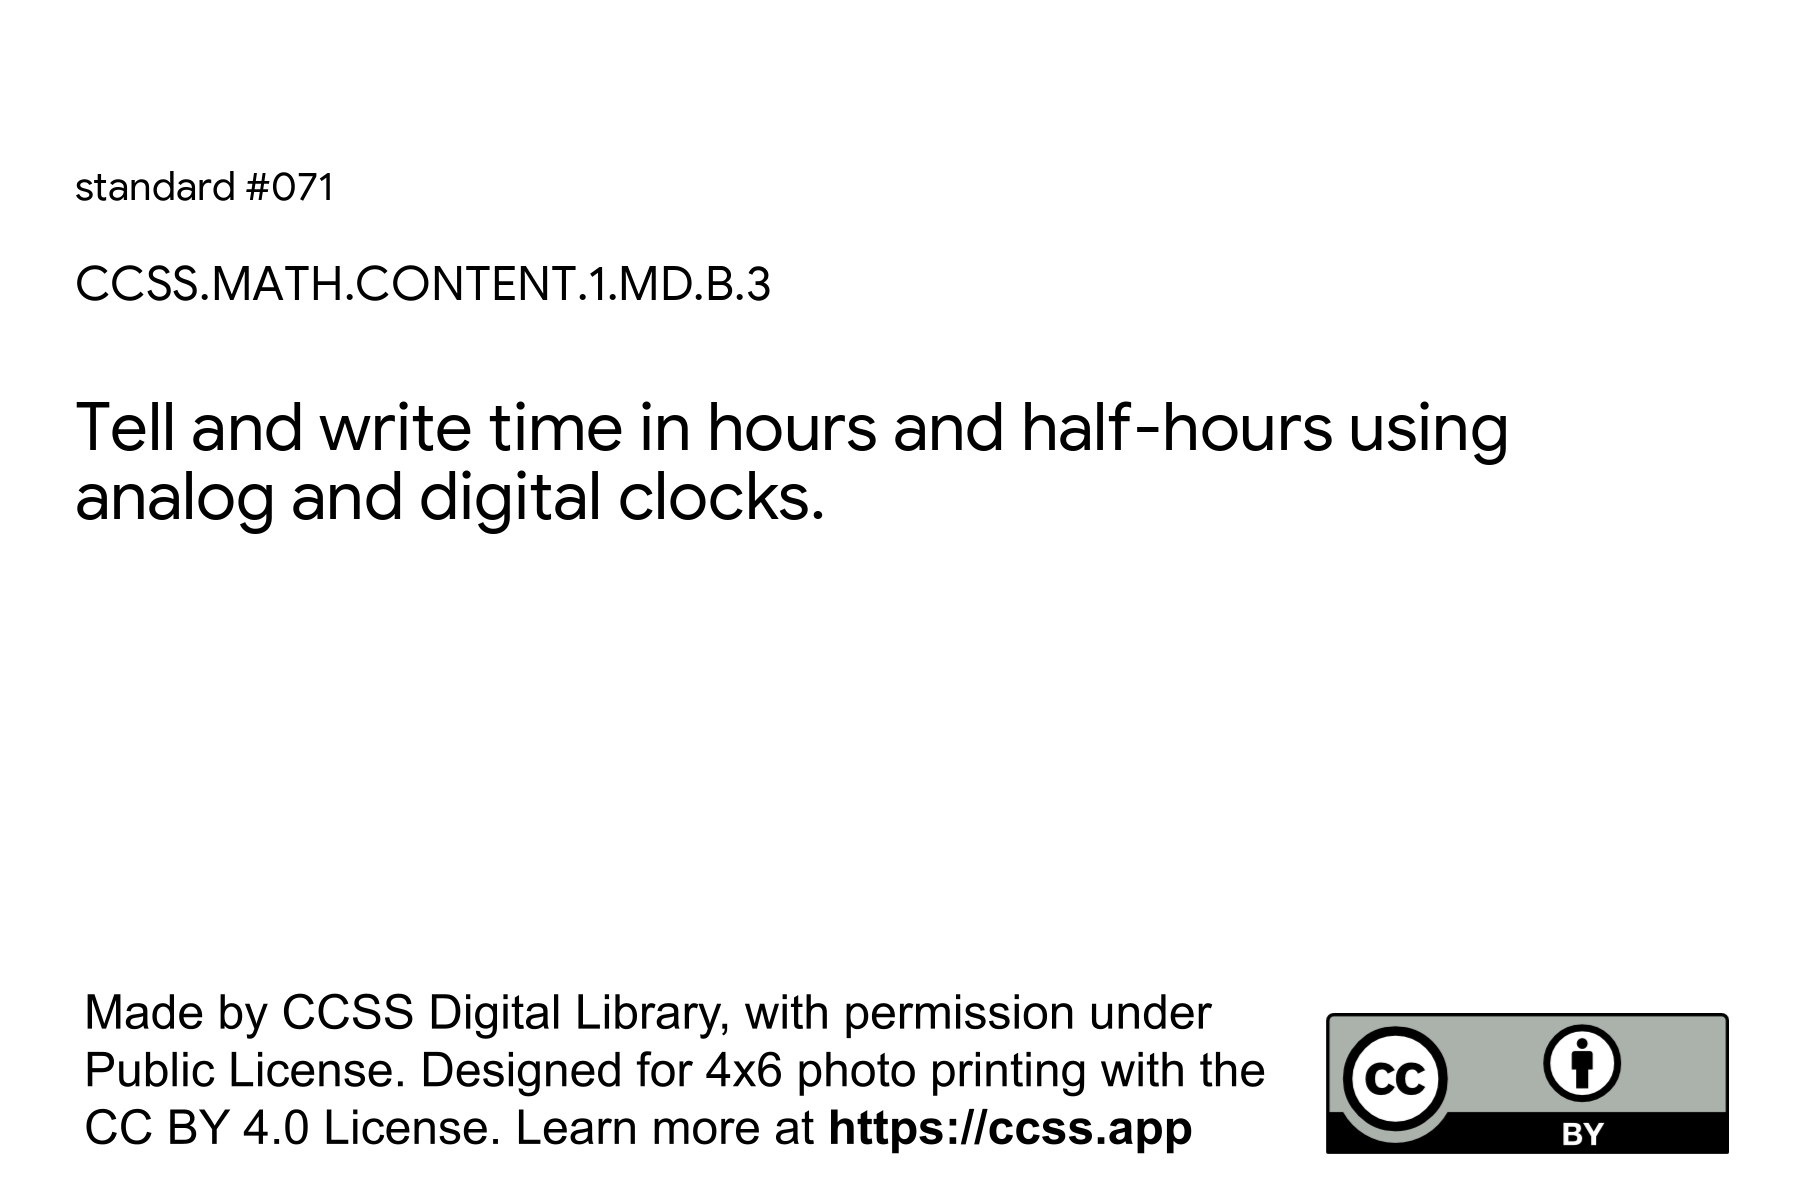 standard #071
CCSS.MATH.CONTENT.1.MD.B.3
Tell and write time in hours and half-hours using
analog and digital clocks.
Made by CCSS Digital Library, with permission under
Public License. Designed for 4x6 photo printing with the
CC BY 4.0 License. Learn more at https://ccss.app
CC
BY